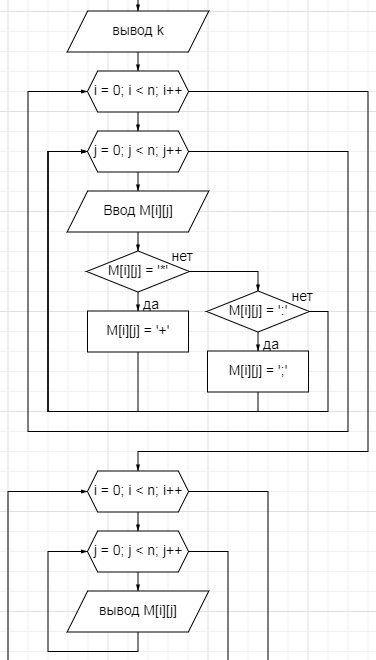 вывод k
i = 0; i < n; i++
j = 0; j < n; j++
Ввод M[i][j]
нет
M[i][j] = '*'
да
нет
M[i][j] = ':'
M[i][j] = '+'
да
M[i][j] = ';'
i = 0; i < n; i++
j = 0; j < n; j++
вывод M[i][j]